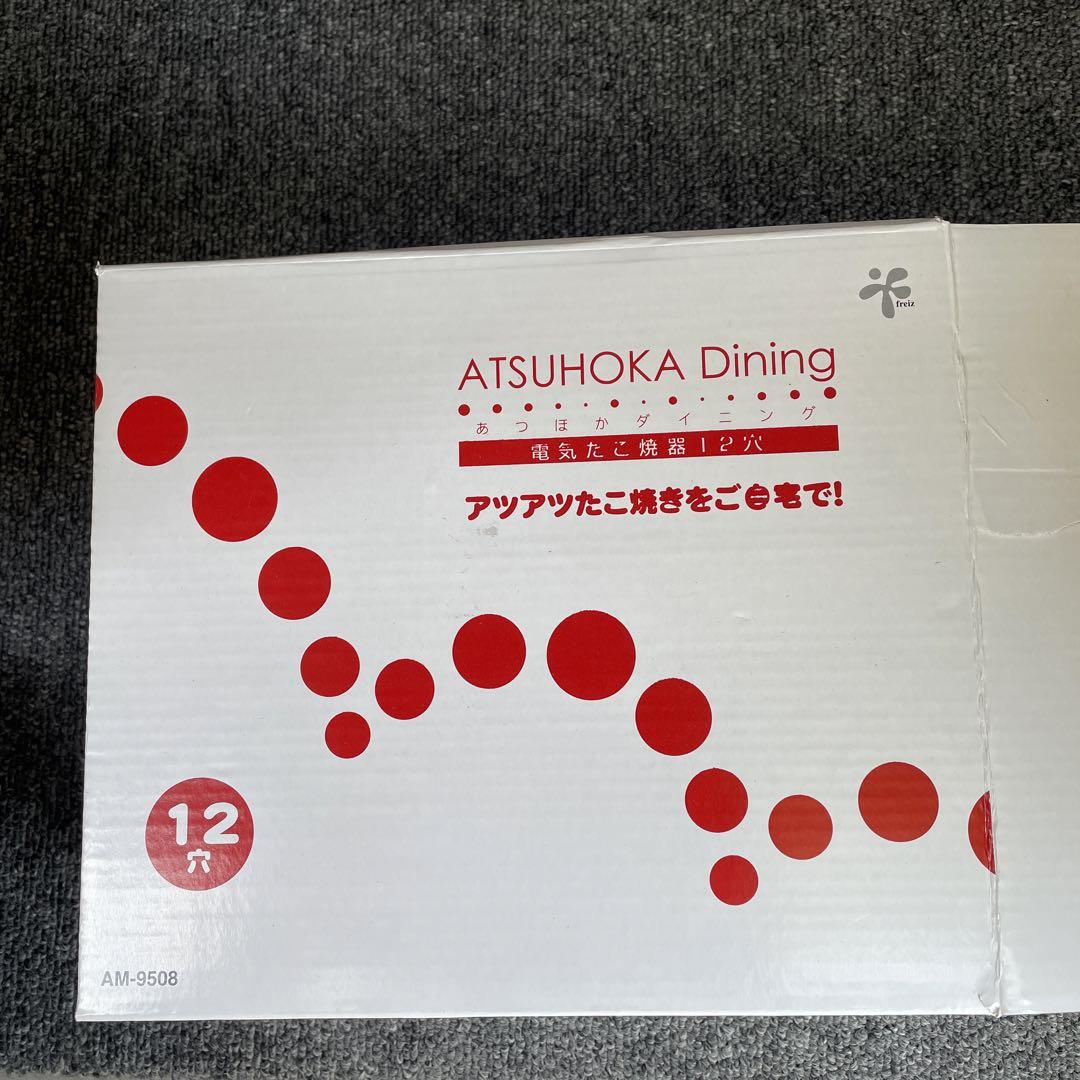 freiz
ATSUHOKA Dining
あつほかダイニング
電気たこ焼器12穴
アツアツたこ焼きをご自宅で!
12
穴
AM-9508